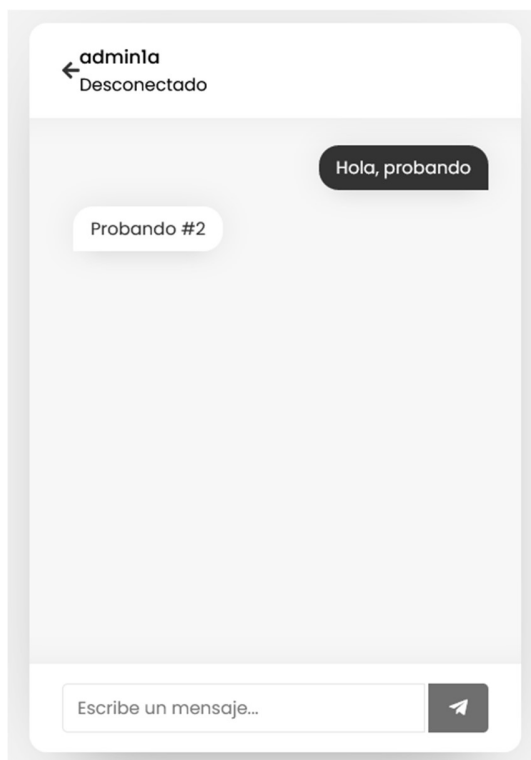 admin1a
Desconectado
Hola, probando
Probando #2
Escribe un mensaje...